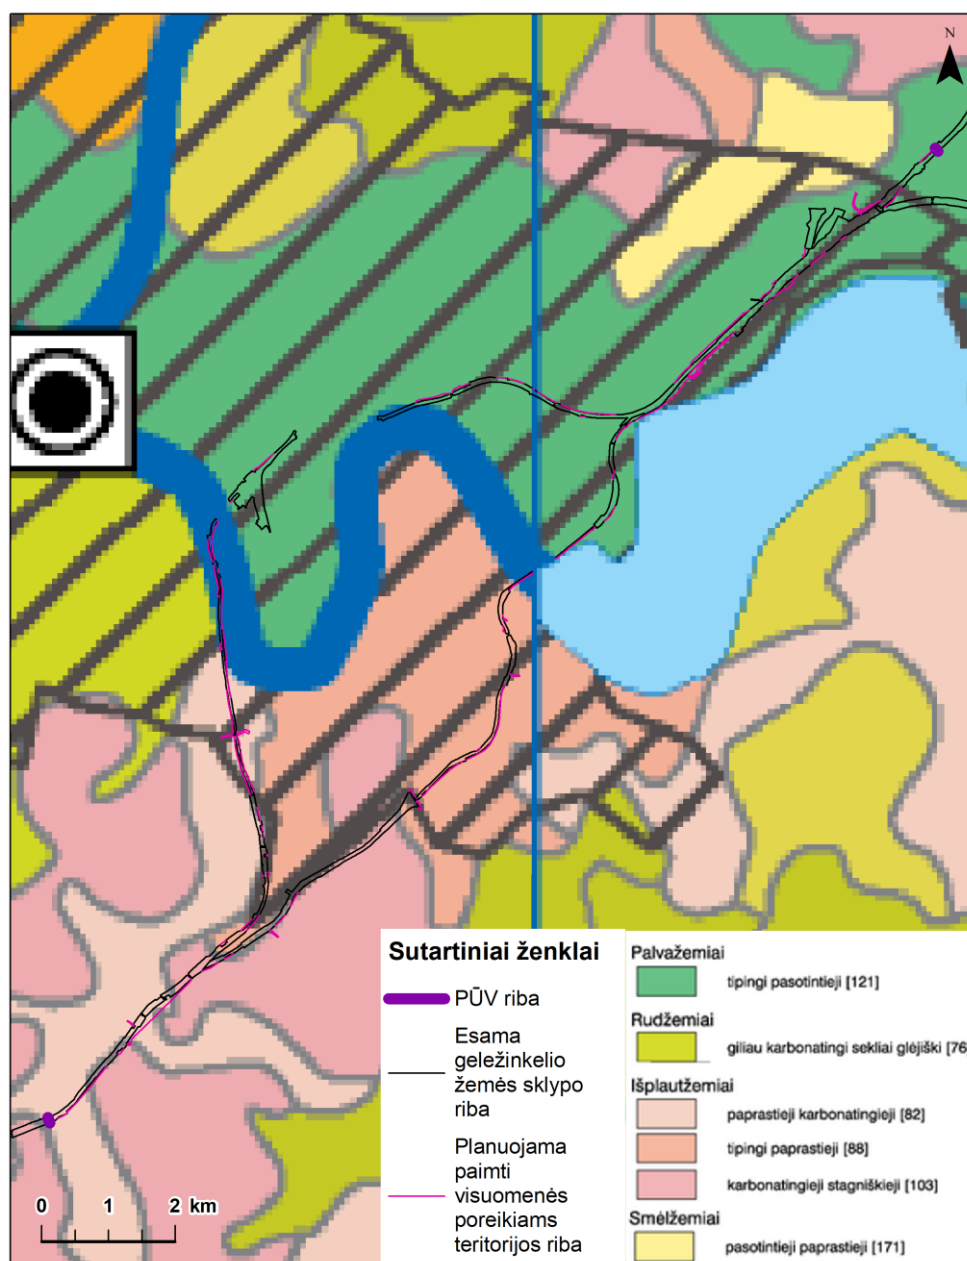 N
Sutartiniai ženklai
PŪV riba
Esama
geležinkelio
žemės sklypo
riba
Planuojama
paimti
visuomenės
poreikiams
teritorijos riba
Palvažemiai
tipingi pasotintieji [121]
Rudžemiai
giliau karbonatingi sekliai glėjiški [76
Išplautžemiai
paprastieji karbonatingieji [82]
tipingi paprastieji [88]
karbonatingieji stagniškieji [103]
Smėlžemiai
pasotintieji paprastieji [171]
0 1 2 km